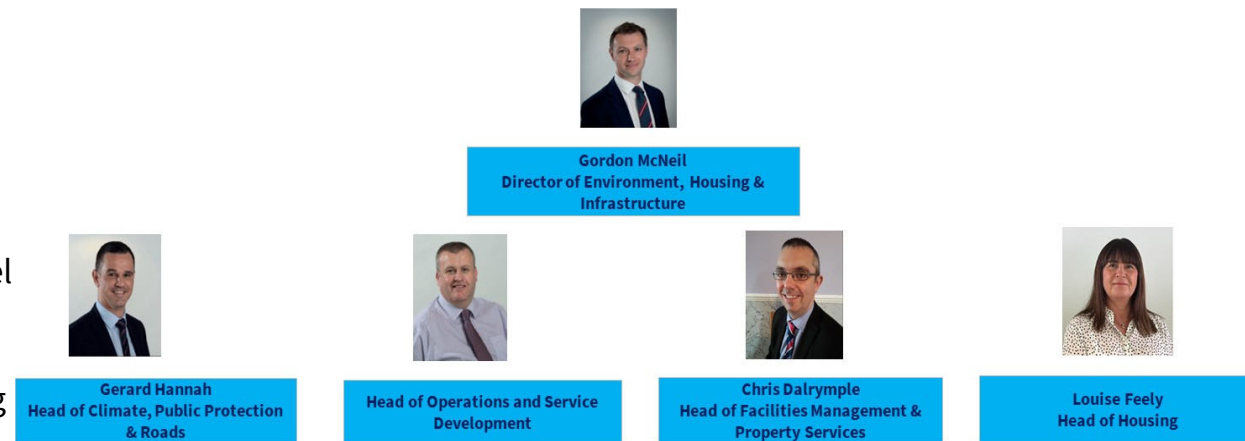 Gordon McNeil
Director of Environment, Housing &
Infrastructure
el
g
Gerard Hannah
Head of Climate, Public Protection
& Roads
Head of Operations and Service
Development
Chris Dalrymple
Head of Facilities Management &
Property Services
Louise Feely
Head of Housing